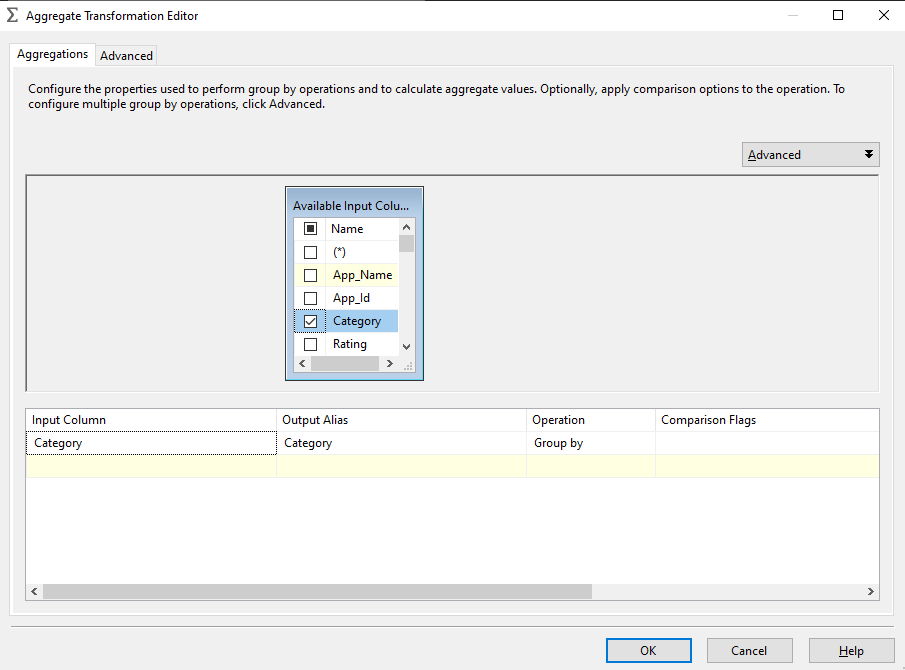 Aggregate Transformation Editor
Aggregations
Advanced
Configure the properties used to perform group by operations and to calculate aggregate values. Optionally, apply comparison options to the operation. To
configure multiple group by operations, click Advanced.
Advanced
Available Input Colu...
Name
(*)
App_Name
App_Id
Category
Rating
Input Column Output Alias Operation Comparison Flags
Category Category Group by
OK Cancel Help